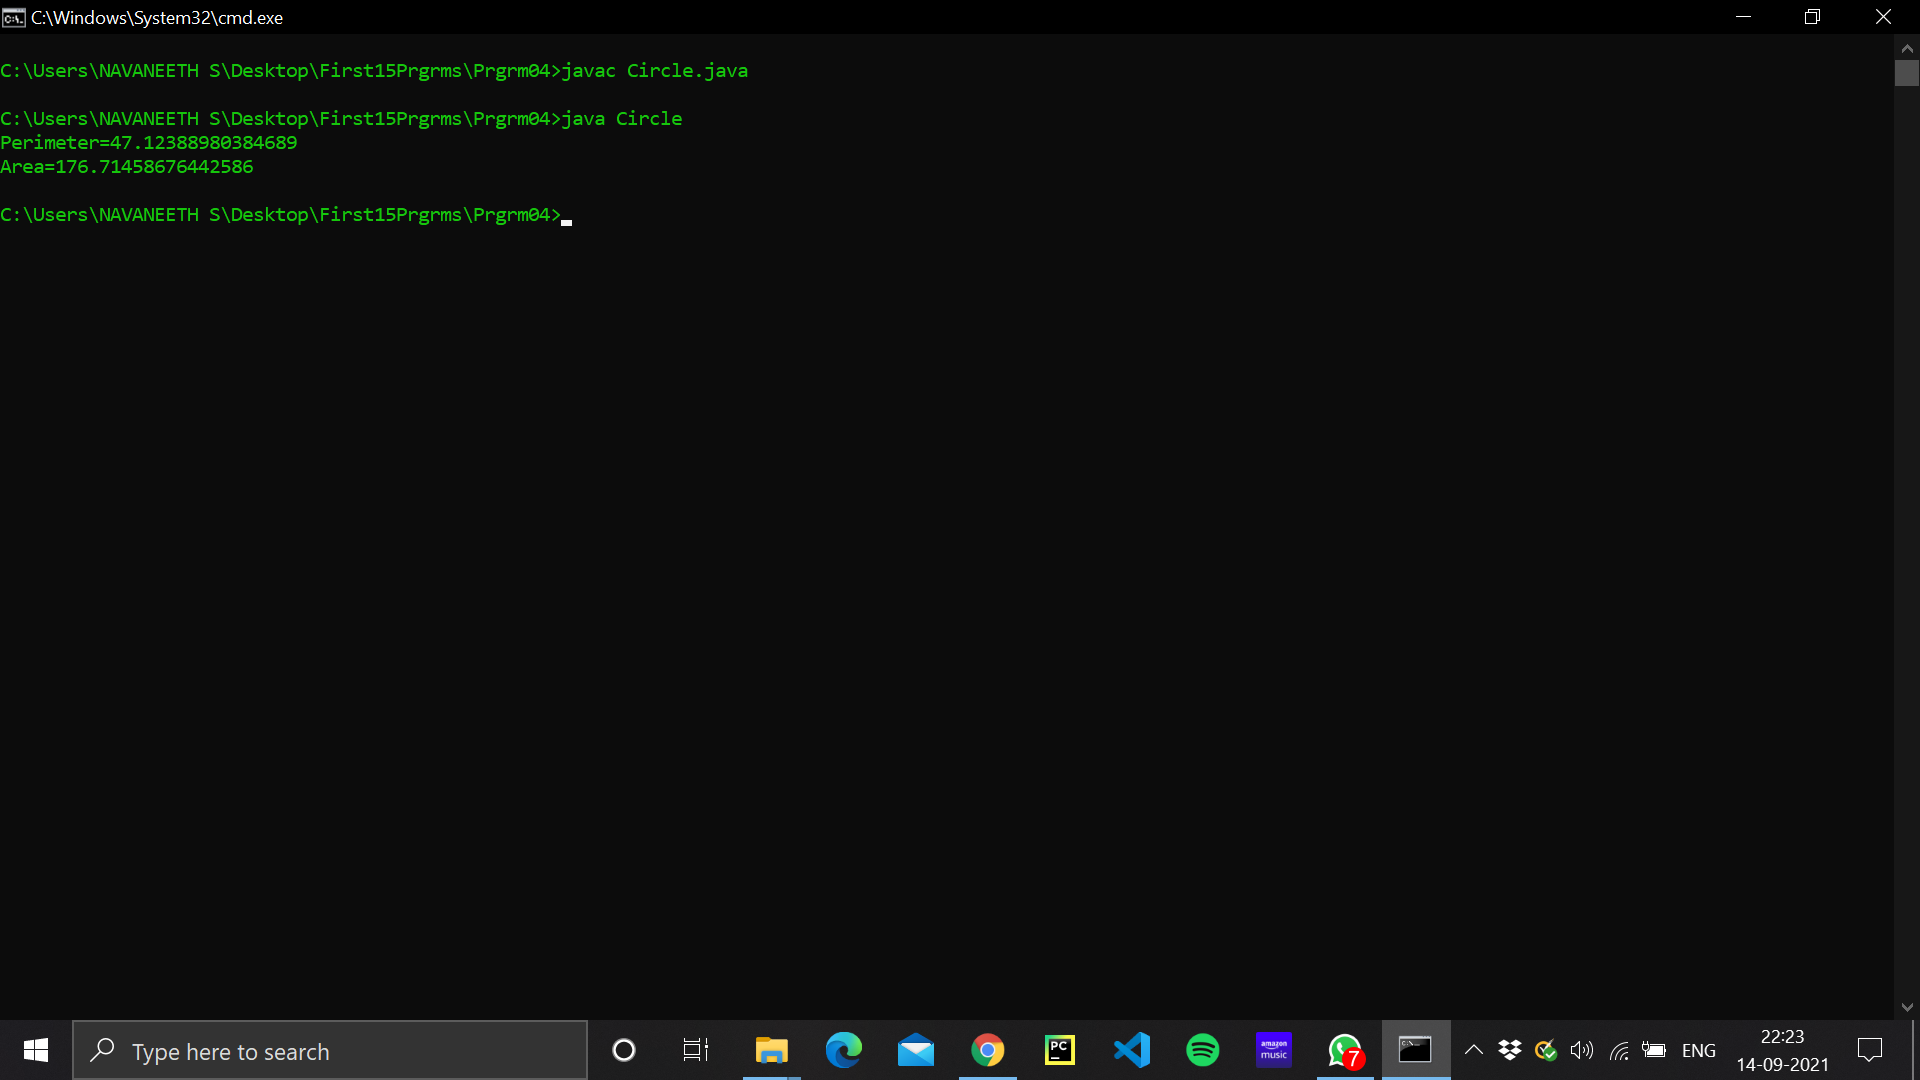 C:\Windows\System32\cmd.exe
C:\Users\NAVANEETH S\Desktop\First15Prgrms\Prgrm04>javac Circle.java
C:\Users\NAVANEETH S\Desktop\First15Prgrms\Prgrm04>java Circle
Perimeter=47.12388980384689
Area=176.71458676442586
C:\Users\NAVANEETH S\Desktop\First15Prgrms\Prgrm04>
Type here to search
PC
amazon
music
7
ENG
22:23
14-09-2021